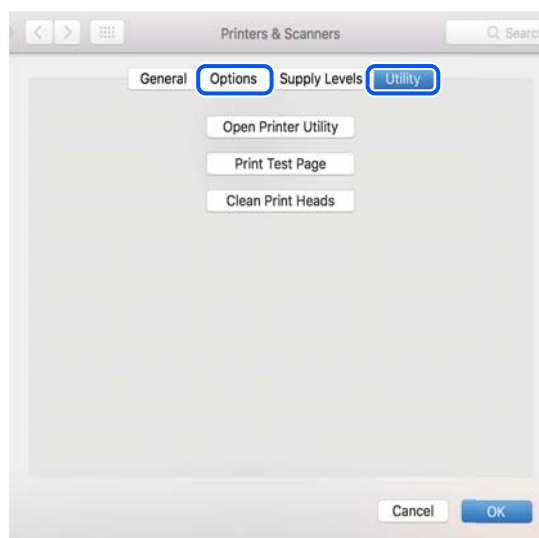 Printers & Scanners
General Options Supply Levels Utility
Open Printer Utility
Print Test Page
Clean Print Heads
Cancel OK